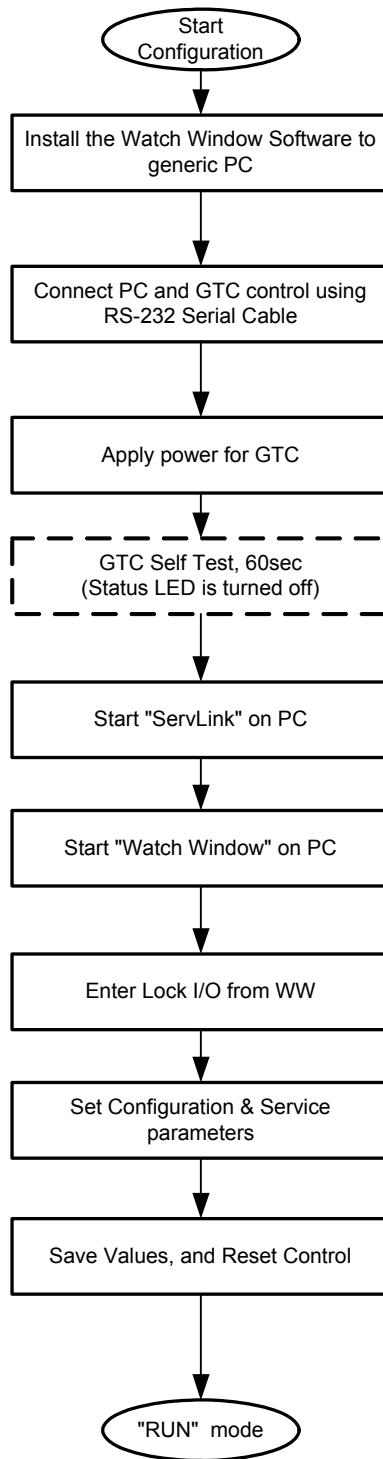 Start
Configuration
Install the Watch Window Software to
generic PC
Connect PC and GTC control using
RS-232 Serial Cable
Apply power for GTC
GTC Self Test, 60sec
(Status LED is turned off)
Start "ServLink" on PC
Start "Watch Window" on PC
Enter Lock I/O from WW
Set Configuration & Service
parameters
Save Values, and Reset Control
"RUN" mode